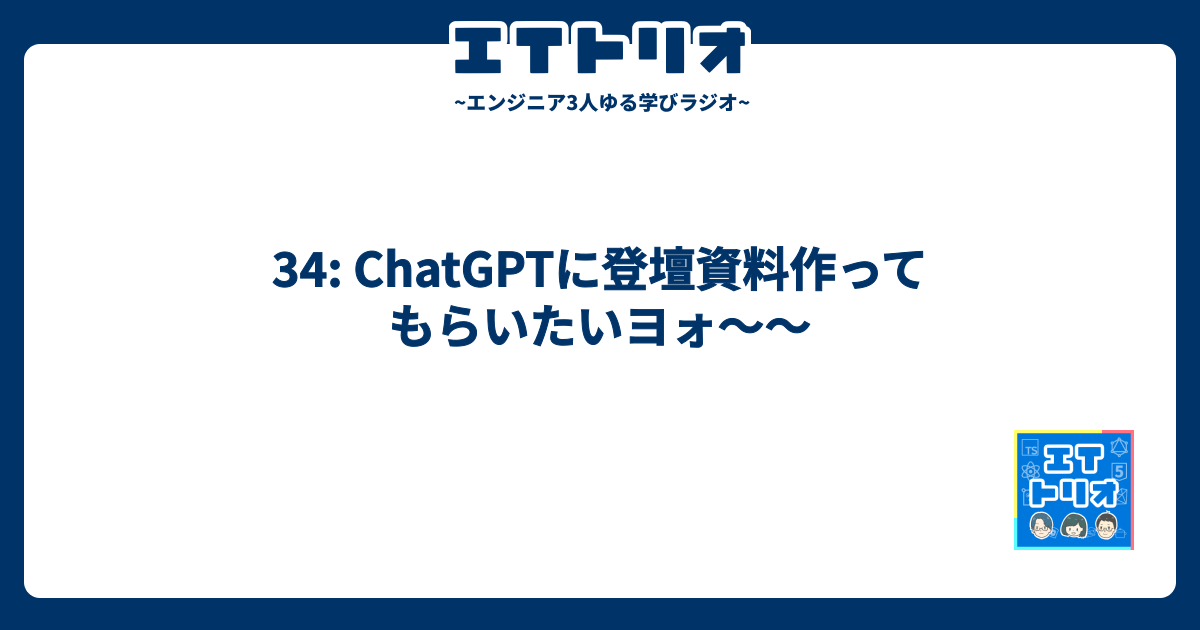 エイトリオ
~エンジニア3人ゆる学びラジオ~
34: ChatGPTに登壇資料作って
もらいたいヨォ〜〜
TS
エイ
5
トリオ